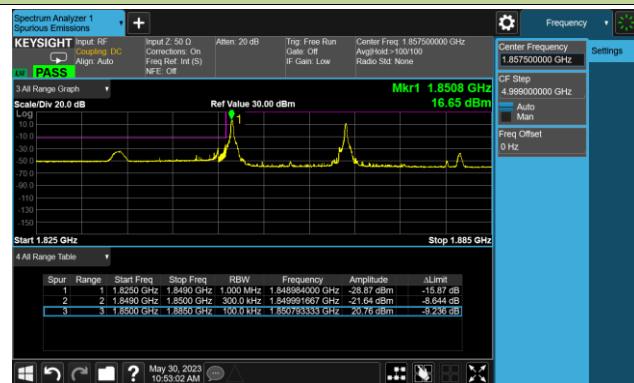 Spectrum Analyzer 1
Spurious Emissions
Frequency
KEYSIGHT Input: RF
Coupling: DC
Align: Auto
Input Z: 50 Ω
Corrections: On
Freq Ref: Int (S)
NFE: Off
Atten: 20 dB
Trig: Free Run
Gate: Off
IF Gain: Low
Center Freq: 1.857500000 GHz
Avg|Hold:>100/100
Radio Std: None
PASS
Center Frequency
1.857500000 GHz
Settings
CF Step
4.999000000 GHz
Auto
Man
Freq Offset
0 Hz
3 All Range Graph
Mkr1 1.8508 GHz
Scale/Div 20.0 dB
Ref Value 30.00 dBm
16.65 dBm
Log
10.0
-10.0
-30.0
-50.0
-70.0
-90.0
-110
-130
-150
1
Start 1.825 GHz
Stop 1.885 GHz
4 All Range Table
Spur Range Start Freq Stop Freq RBW Frequency Amplitude ΔLimit
1 1 1.8250 GHz 1.8490 GHz 1.000 MHz 1.848984000 GHz -28.87 dBm -15.87 dB
2 2 1.8490 GHz 1.8500 GHz 300.0 kHz 1.849991667 GHz -21.64 dBm -8.644 dB
3 3 1.8500 GHz 1.8850 GHz 100.0 kHz 1.850793333 GHz 20.76 dBm -9.236 dB
May 30, 2023
10:53:02 AM